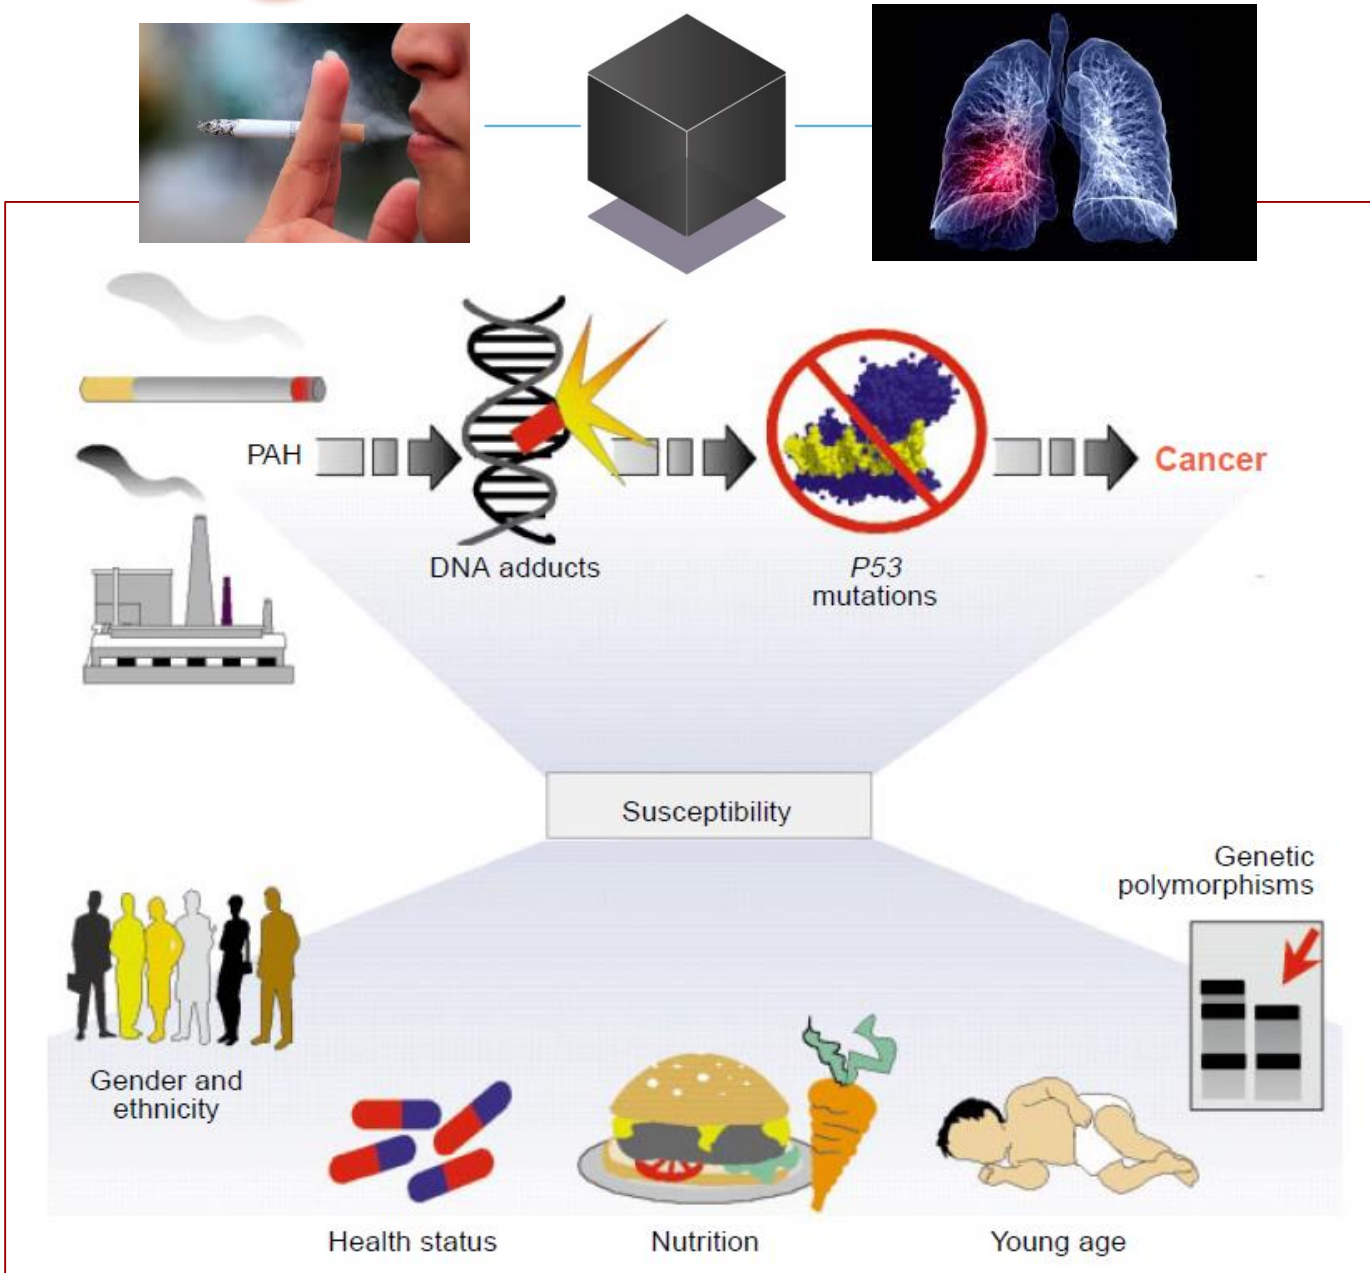 PAH
Cancer
DNA adducts
P53
mutations
Susceptibility
Genetic
polymorphisms
Gender and
ethnicity
Health status
Nutrition
Young age